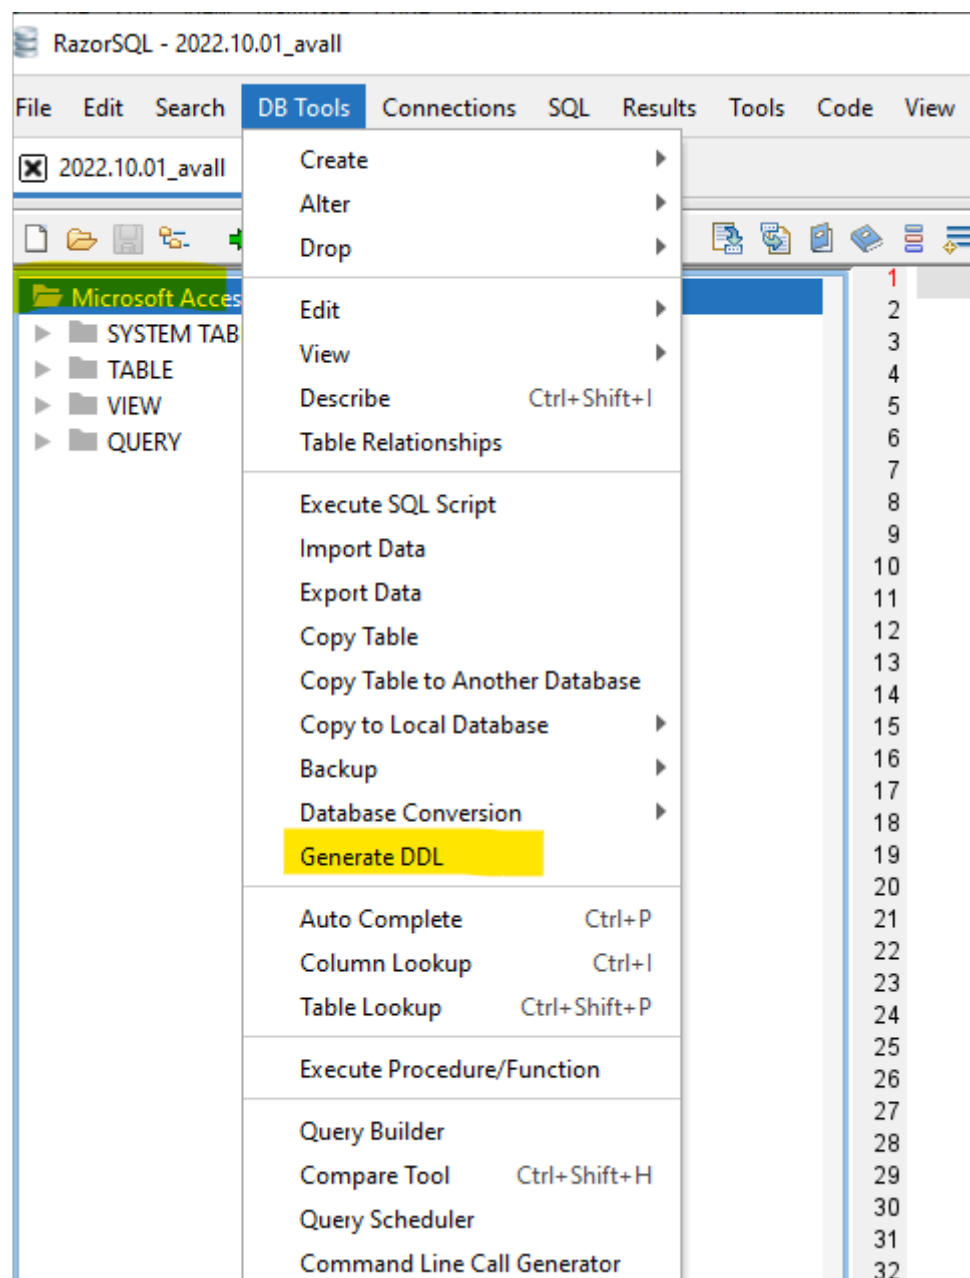 RazorSQL - 2022.10.01_avall
File Edit Search DB Tools Connections SQL Results Tools Code View
2022.10.01_avall
Create
Alter
Drop
Microsoft Acces
SYSTEM TAB
TABLE
VIEW
QUERY
Edit
View
Describe Ctrl+Shift+I
Table Relationships
Execute SQL Script
Import Data
Export Data
Copy Table
Copy Table to Another Database
Copy to Local Database
Backup
Database Conversion
Generate DDL
Auto Complete Ctrl+P
Column Lookup Ctrl+I
Table Lookup Ctrl+Shift+P
Execute Procedure/Function
Query Builder
Compare Tool Ctrl+Shift+H
Query Scheduler
Command Line Call Generator
1
2
3
4
5
6
7
8
9
10
11
12
13
14
15
16
17
18
19
20
21
22
23
24
25
26
27
28
29
30
31
32